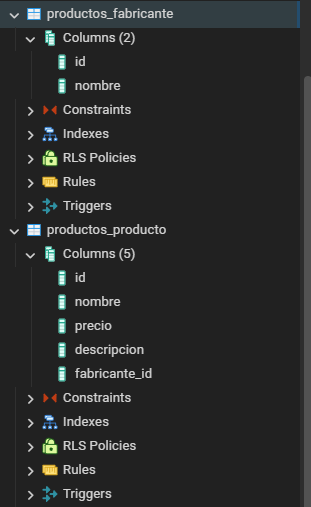 productos_fabricante
Columns (2)
id
nombre
Constraints
Indexes
RLS Policies
Rules
Triggers
productos_producto
Columns (5)
id
nombre
precio
descripcion
fabricante_id
Constraints
Indexes
RLS Policies
Rules
Triggers